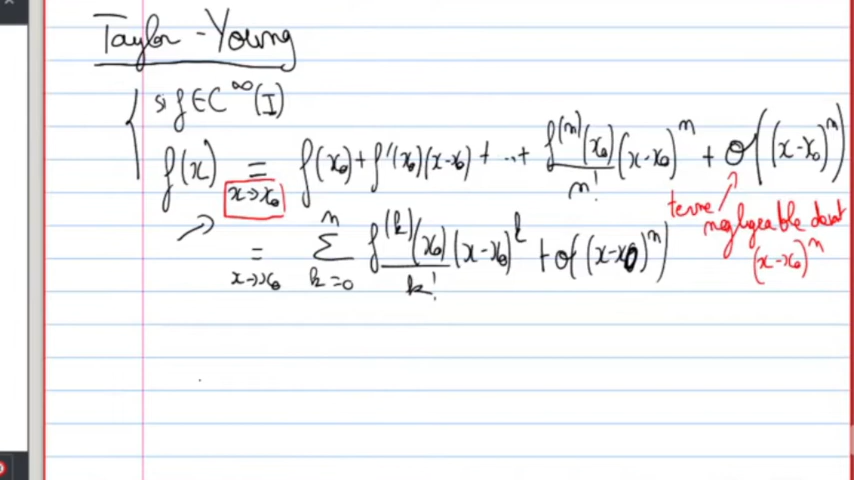 Taylor-Young
si f∈C^∞(I)
f(x) = f(x₀) + f'(x₀)(x-x₀) + ... + f^(n)(x₀)/n! (x-x₀)^n + o((x-x₀)^n)
x→x₀
terme négligeable devant (x-x₀)^n
= Σ_{k=0}^{n} f^(k)(x₀)/k! (x-x₀)^k + o((x-x0)^n)
x→x₀